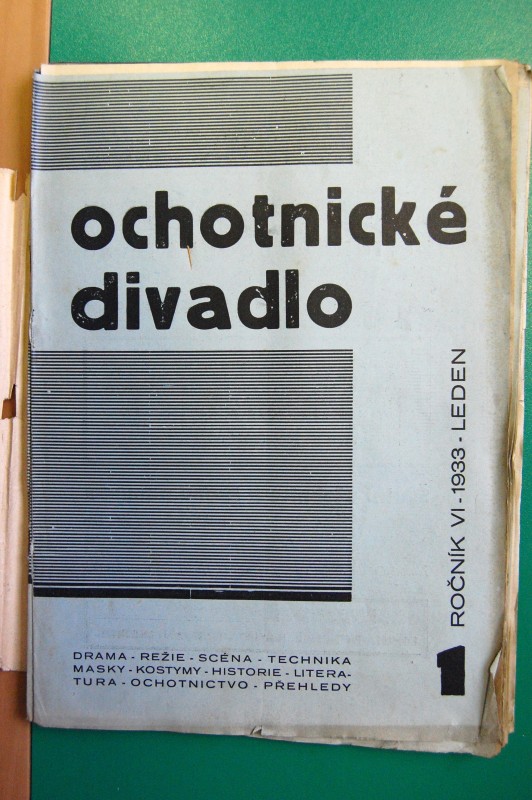 ochotnické
divadlo
ROČNÍK VI - 1933 - LEDEN
1
DRAMA - REŽIE - SCÉNA - TECHNIKA
MASKY - KOSTYMY - HISTORIE - LITERA-
TURA - OCHOTNICTVO - PŘEHLEDY